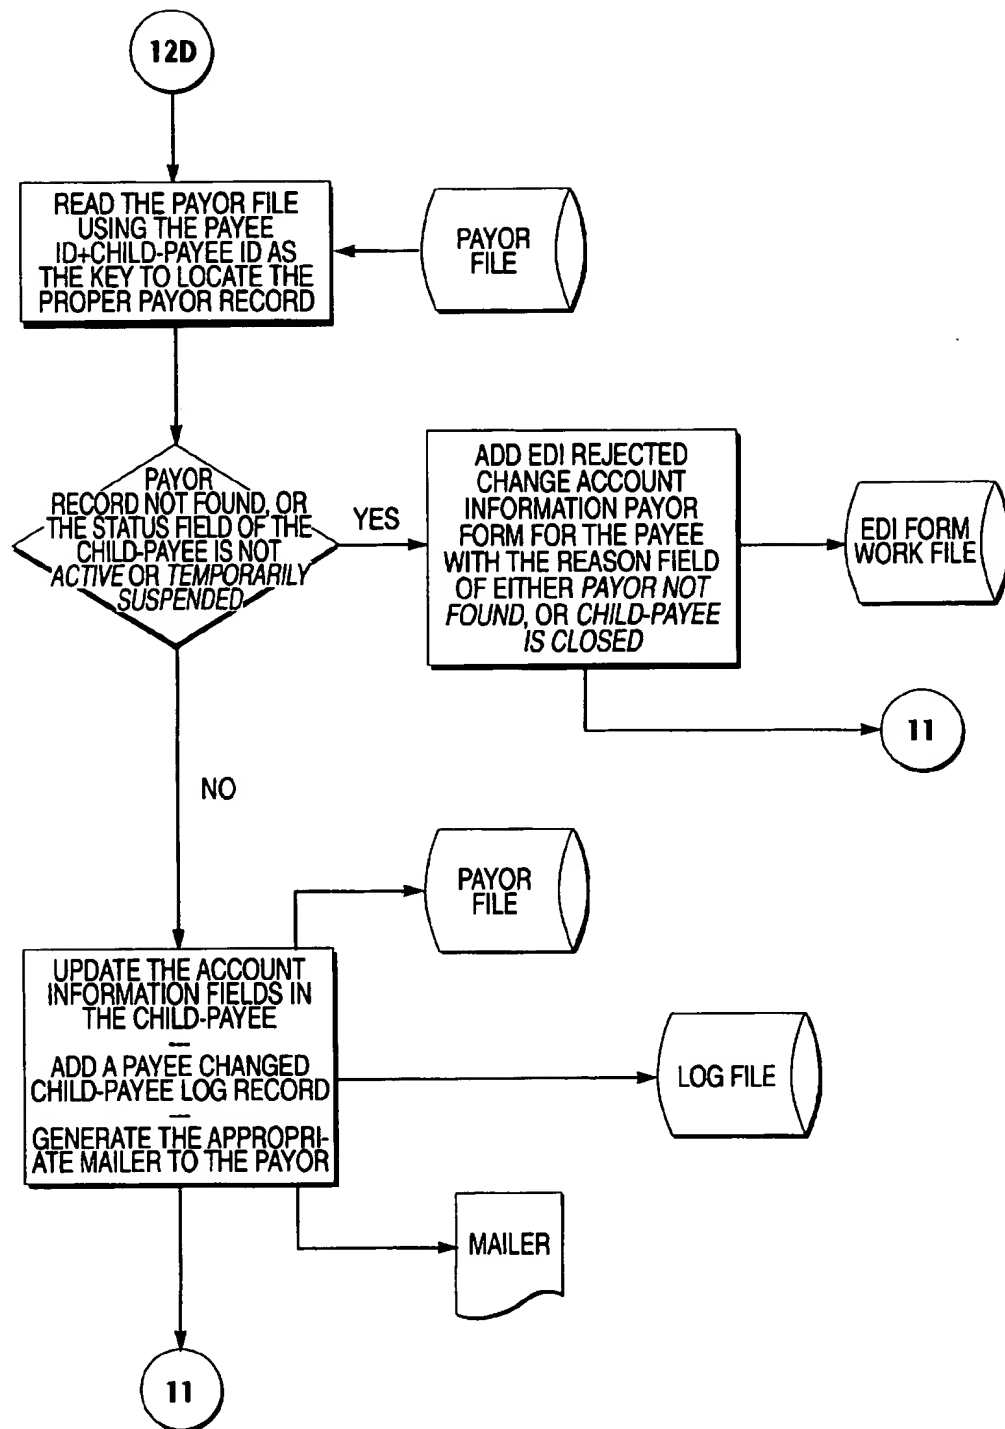 12D
READ THE PAYOR FILE
USING THE PAYEE
ID+CHILD-PAYEE ID AS
THE KEY TO LOCATE THE
PROPER PAYOR RECORD
PAYOR
FILE
PAYOR
RECORD NOT FOUND, OR
THE STATUS FIELD OF THE
CHILD-PAYEE IS NOT
ACTIVE OR TEMPORARILY
SUSPENDED
YES
ADD EDI REJECTED
CHANGE ACCOUNT
INFORMATION PAYOR
FORM FOR THE PAYEE
WITH THE REASON FIELD
OF EITHER PAYOR NOT
FOUND, OR CHILD-PAYEE
IS CLOSED
EDI FORM
WORK FILE
11
NO
PAYOR
FILE
UPDATE THE ACCOUNT
INFORMATION FIELDS IN
THE CHILD-PAYEE
—
ADD A PAYEE CHANGED
CHILD-PAYEE LOG RECORD
—
GENERATE THE APPROPRI-
ATE MAILER TO THE PAYOR
LOG FILE
MAILER
11